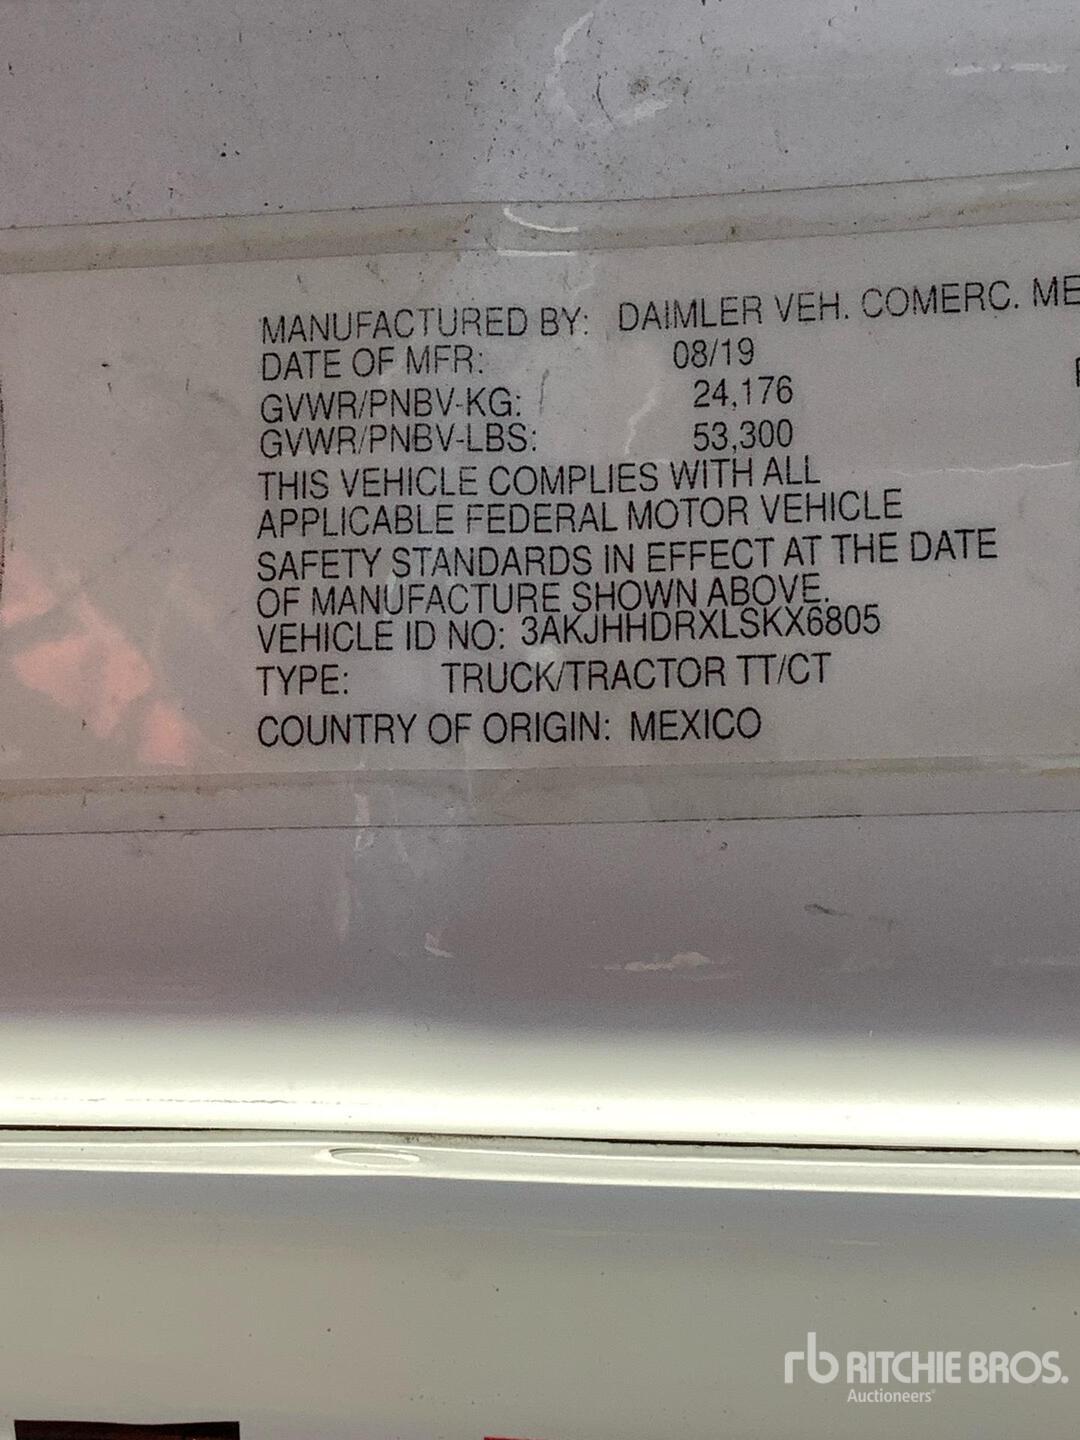 MANUFACTURED BY: DAIMLER VEH. COMERC. ME
DATE OF MFR: 08/19
GVWR/PNBV-KG: 24,176
GVWR/PNBV-LBS: 53,300
THIS VEHICLE COMPLIES WITH ALL
APPLICABLE FEDERAL MOTOR VEHICLE
SAFETY STANDARDS IN EFFECT AT THE DATE
OF MANUFACTURE SHOWN ABOVE.
VEHICLE ID NO: 3AKJHHDRXLSKX6805
TYPE: TRUCK/TRACTOR TT/CT
COUNTRY OF ORIGIN: MEXICO
rb RITCHIE BROS.
Auctioneers